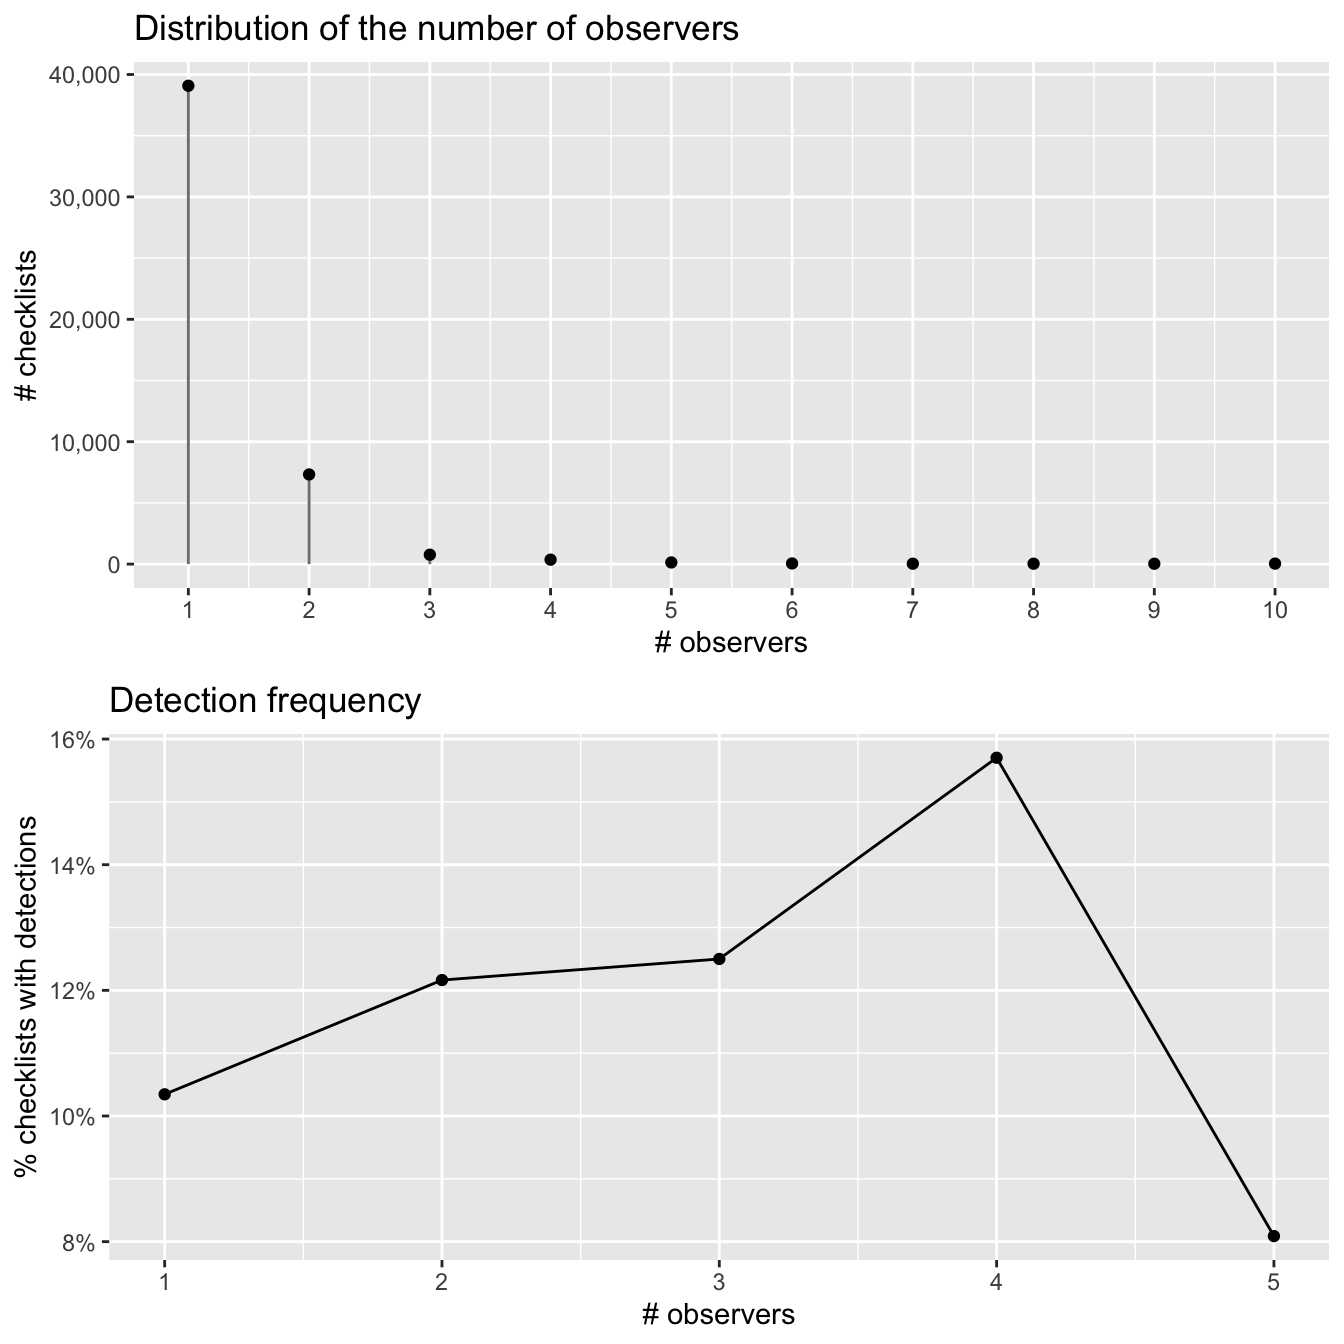 Distribution of the number of observers
40,000
30,000
20,000
10,000
0
# checklists
1 2 3 4 5 6 7 8 9 10
# observers
Detection frequency
16%
14%
12%
10%
8%
% checklists with detections
1 2 3 4 5
# observers